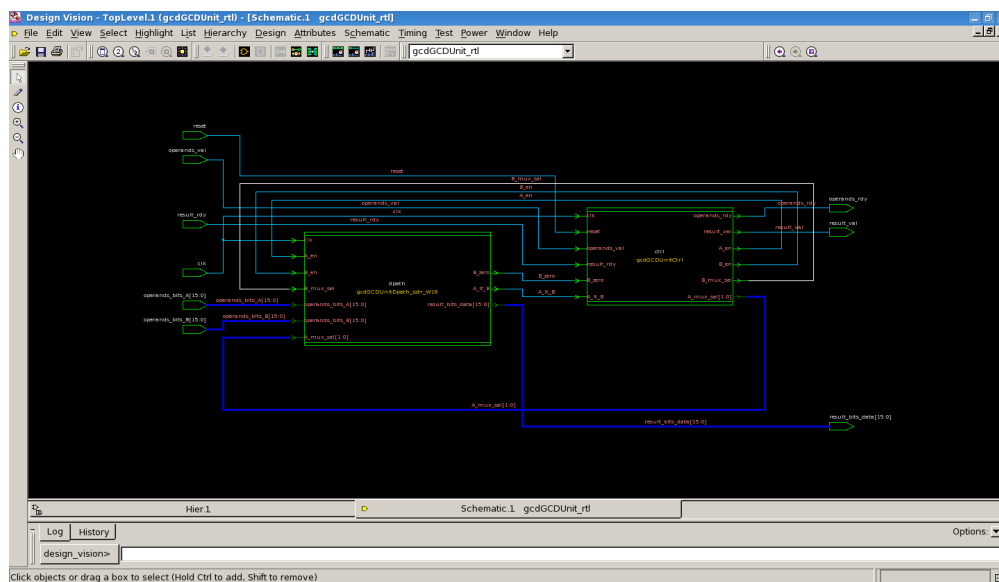 Design Vision - TopLevel.1 (gcdGCDUnit_rtl) - [Schematic.1 gcdGCDUnit_rtl]
File Edit View Select Highlight List Hierarchy Design Attributes Schematic Timing Test Power Window Help
gcdGCDUnit_rtl
reset
operands_val
result_rdy
clk
operands_bits_A[15:0]
operands_bits_B[15:0]
reset
B_mux_sel
B_en
A_en
operands_val
clk
result_rdy
operands_bits_A[15:0]
operands_bits_B[15:0]
clk
A_en
B_en
B_mux_sel
operands_bits_A[15:0]
operands_bits_B[15:0]
A_mux_sel[1:0]
dpath
gcdGCDUnitDpath_sstr_W16
B_zero
A_lt_B
result_bits_data[15:0]
B_zero
A_lt_B
clk
reset
operands_val
result_rdy
B_zero
A_lt_B
ctrl
gcdGCDUnitCtrl
operands_rdy
result_val
A_en
B_en
B_mux_sel
A_mux_sel[1:0]
operands_rdy
result_val
operands_rdy
result_val
A_mux_sel[1:0]
result_bits_data[15:0]
result_bits_data[15:0]
Hier.1
Schematic.1 gcdGCDUnit_rtl
Log History
Options:
design_vision>
Click objects or drag a box to select (Hold Ctrl to add, Shift to remove)